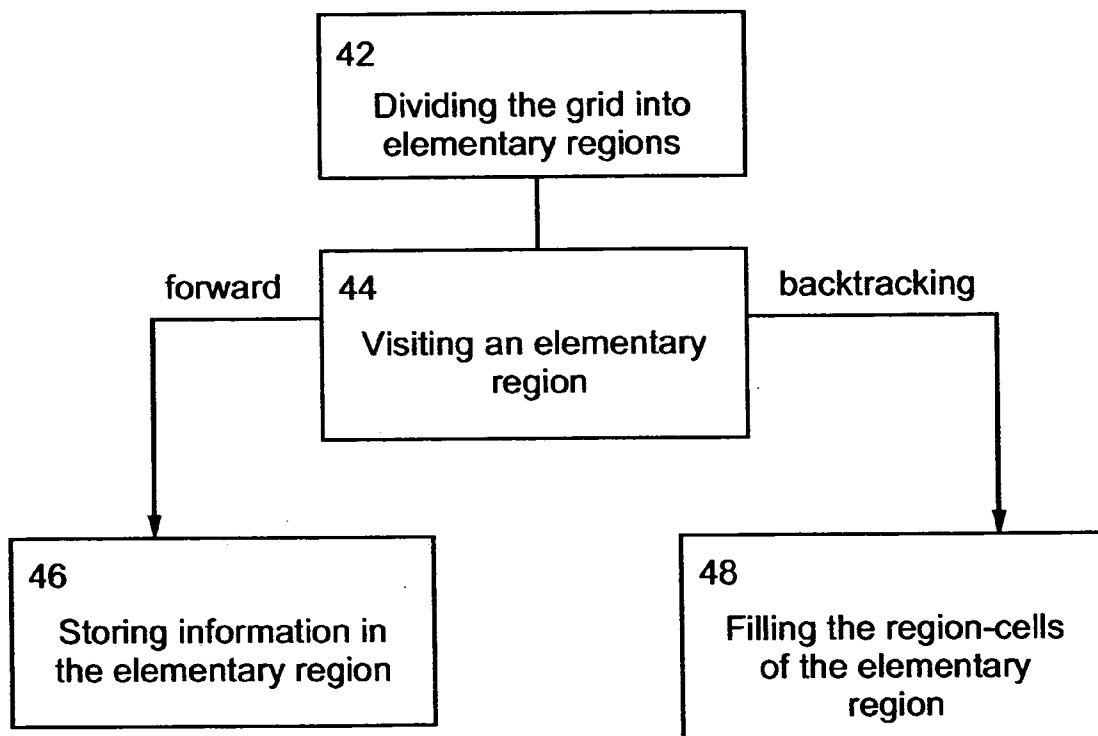 42
Dividing the grid into
elementary regions
forward
44
backtracking
Visiting an elementary
region
46
Storing information in
the elementary region
48
Filling the region-cells
of the elementary
region